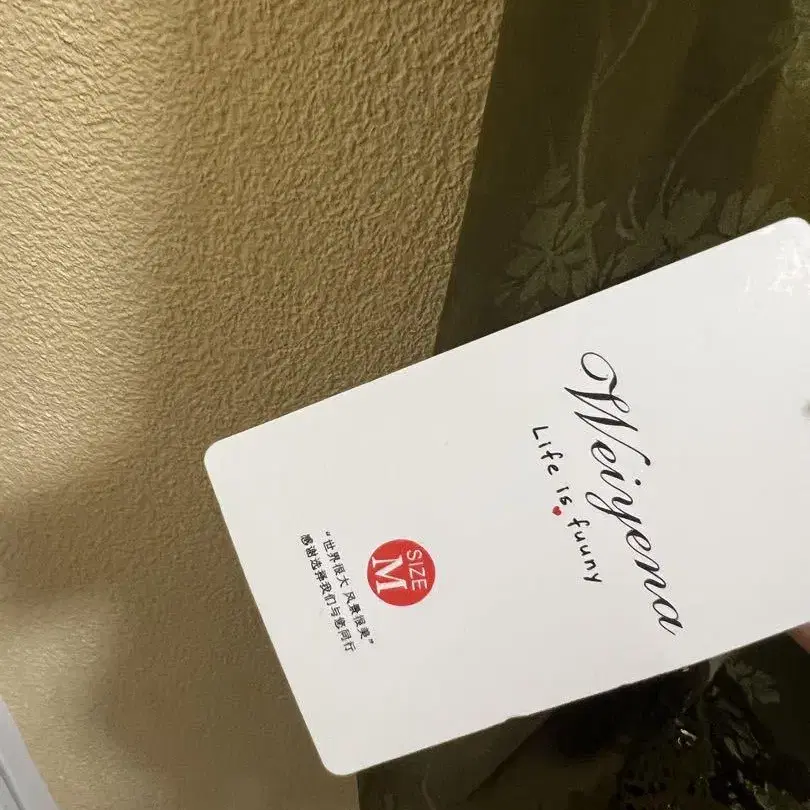 Weiyena
Life is funny
SIZE
M
“世界很大 风景很美”
感谢选择我们与您同行